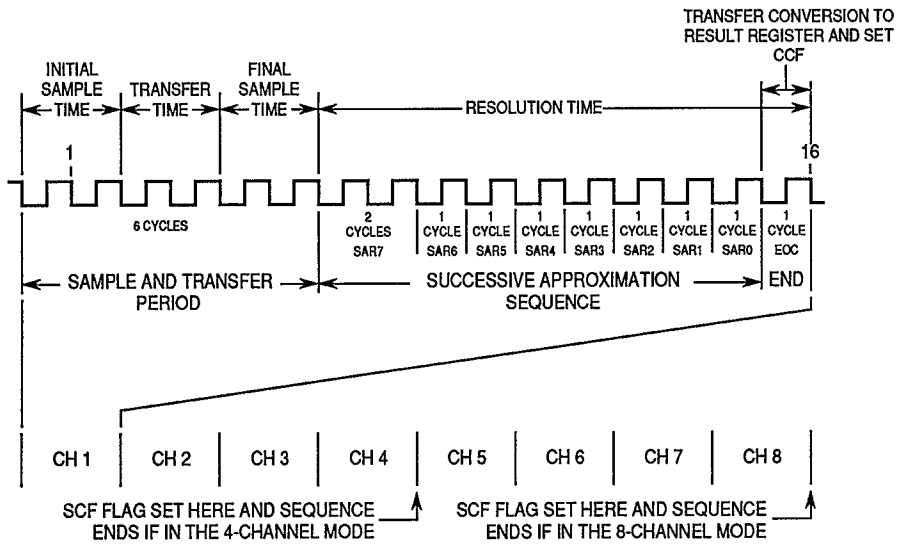 TRANSFER CONVERSION TO
RESULT REGISTER AND SET
CCF
INITIAL
SAMPLE
TIME
TRANSFER
TIME
FINAL
SAMPLE
TIME
RESOLUTION TIME
1
16
6 CYCLES
2
CYCLES
SAR7
1
CYCLE
SAR6
1
CYCLE
SAR5
1
CYCLE
SAR4
1
CYCLE
SAR3
1
CYCLE
SAR2
1
CYCLE
SAR1
1
CYCLE
SAR0
1
CYCLE
EOC
SAMPLE AND TRANSFER
PERIOD
SUCCESSIVE APPROXIMATION
SEQUENCE
END
CH 1
CH 2
CH 3
CH 4
CH 5
CH 6
CH 7
CH 8
SCF FLAG SET HERE AND SEQUENCE
ENDS IF IN THE 4-CHANNEL MODE
SCF FLAG SET HERE AND SEQUENCE
ENDS IF IN THE 8-CHANNEL MODE